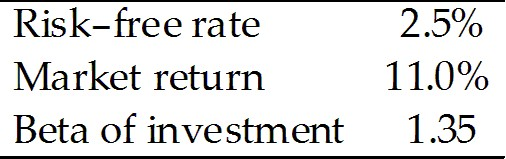 Risk–free rate 2.5%
Market return 11.0%
Beta of investment 1.35